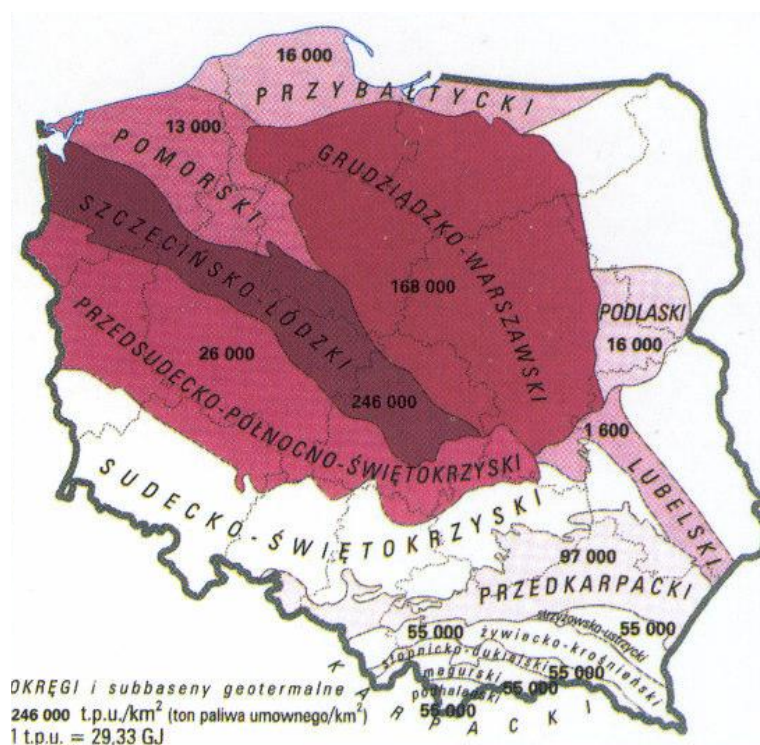 16 000
PRZYBAŁTYCKI
13 000
POMORSKI
GRUDZIĄDZKO-WARSZAWSKI
SZCZECIŃSKO-ŁÓDZKI
168 000
PODLASKI
16 000
26 000
PRZEDSUDECKO-PÓŁNOCNO-ŚWIĘTOKRZYSKI
246 000
1 600
LUBELSKI
SUDECKO-ŚWIĘTOKRZYSKI
97 000
PRZEDKARPACKI
strzyżowsko-ustrzycki
55 000
żywiecko-krośnieński
55 000
stopnicko-dukielski
magurski
55 000
podhalański
55 000
55 000
KARPACKI
OKRĘGI i subbaseny geotermalne
246 000 t.p.u./km² (ton paliwa umownego/km²)
1 t.p.u. = 29,33 GJ